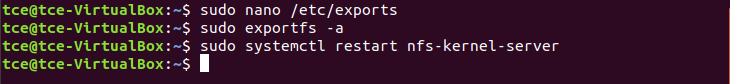 tce@tce-VirtualBox:~$ sudo nano /etc/exports
tce@tce-VirtualBox:~$ sudo exportfs -a
tce@tce-VirtualBox:~$ sudo systemctl restart nfs-kernel-server
tce@tce-VirtualBox:~$